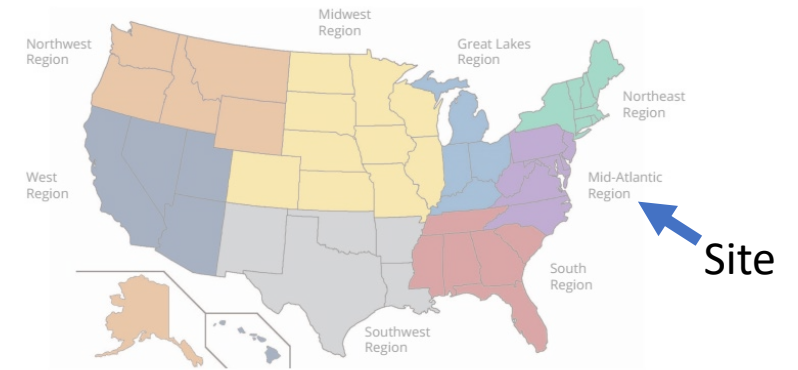 Midwest
Region
Northwest
Region
Great Lakes
Region
Northeast
Region
West
Region
Mid-Atlantic
Region
Site
South
Region
Southwest
Region